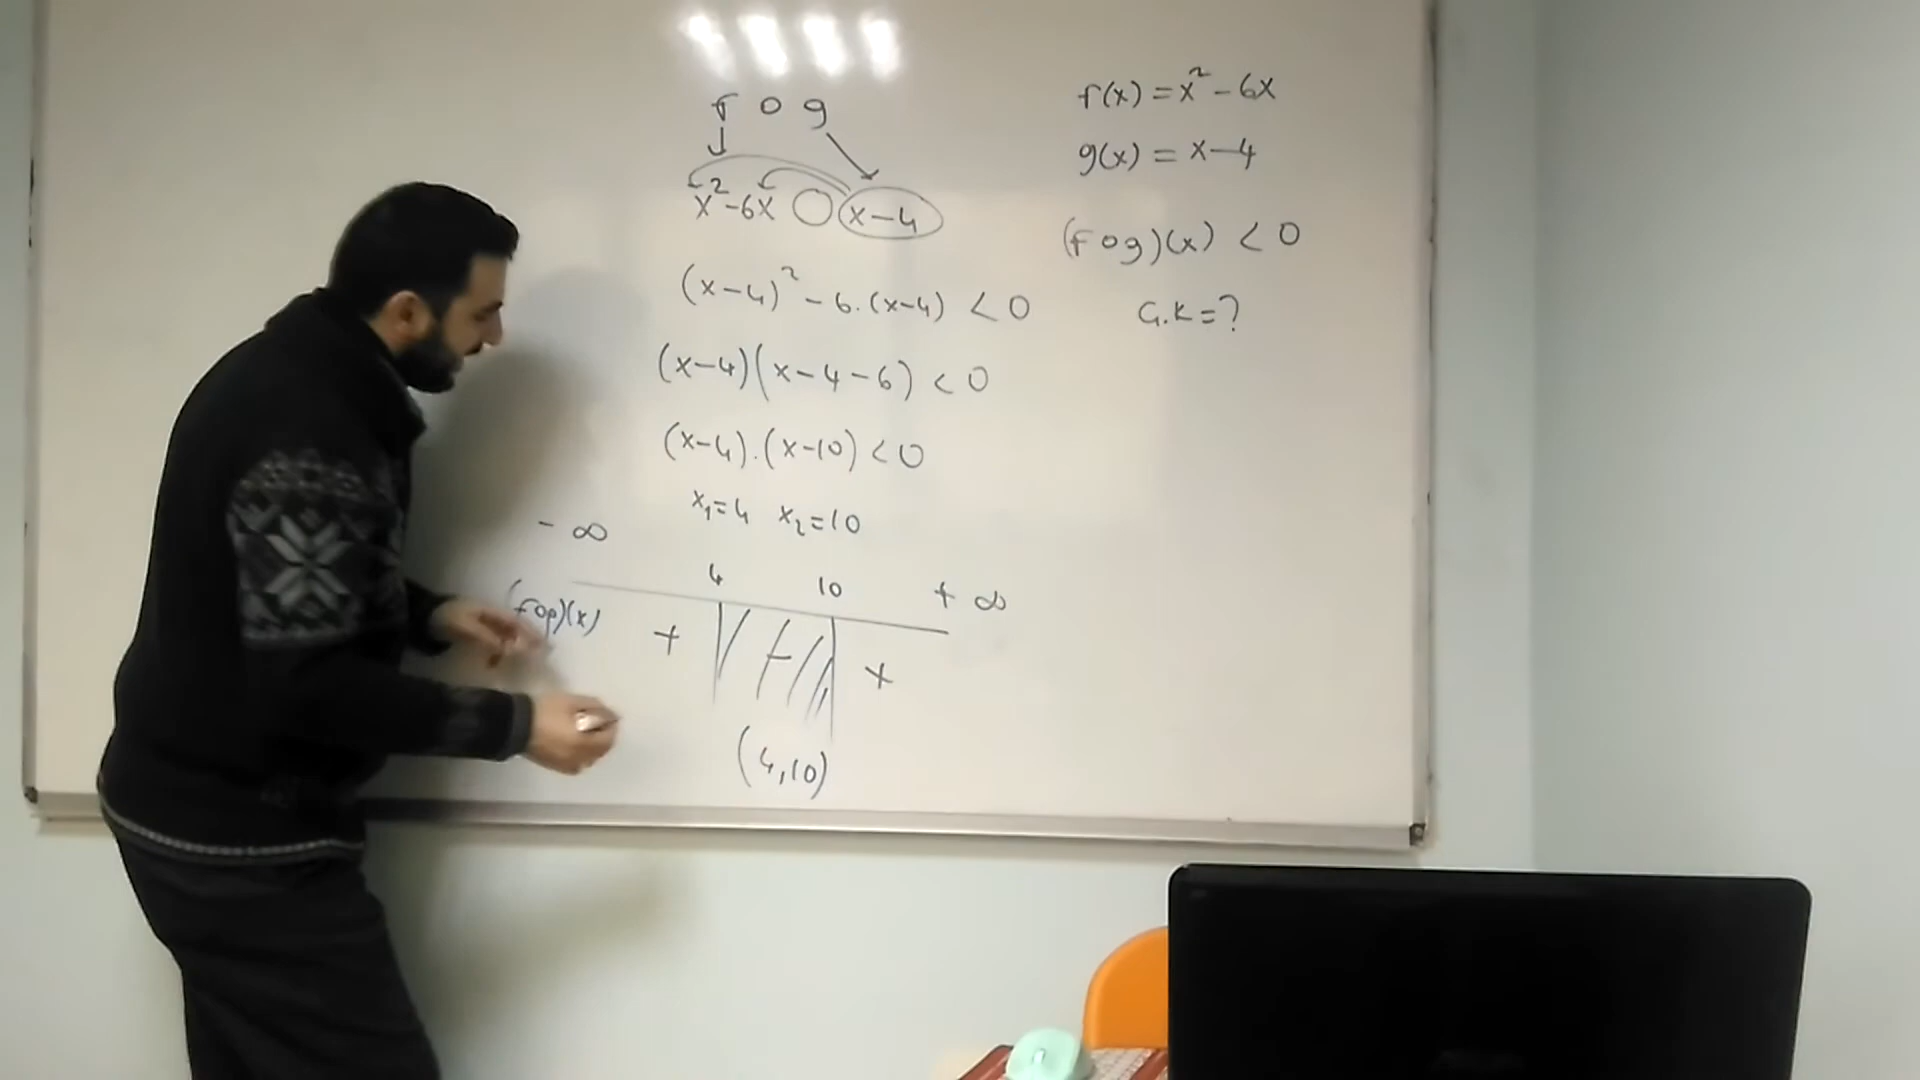 f o g
x²-6x ○ x-4
(x-4)² - 6.(x-4) < 0
(x-4)(x-4-6) < 0
(x-4).(x-10) < 0
x₁=4 x₂=10
-∞ 4 10 +∞
(fog)(x) + - +
(4,10)
f(x) = x² - 6x
g(x) = x-4
(fog)(x) < 0
Ç.K=?